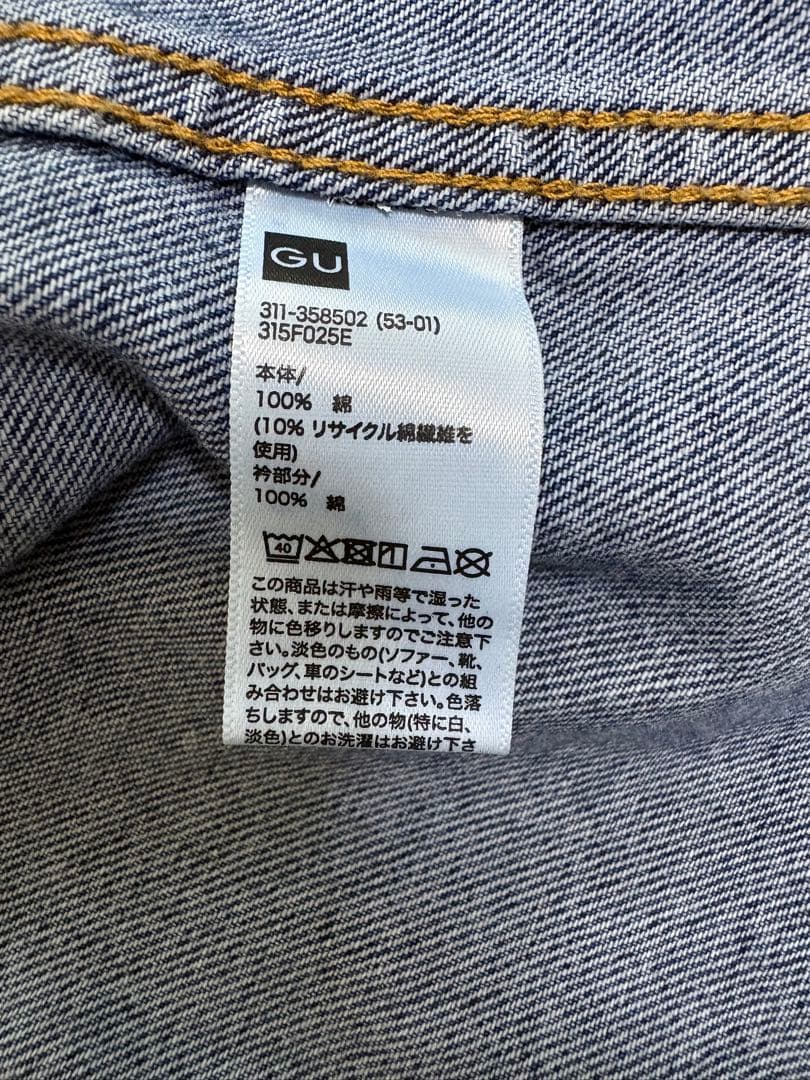 GU
311-358502 (53-01)
315F025E
本体/
100% 綿
(10% リサイクル綿繊維を
使用)
衿部分/
100% 綿
40
この商品は汗や雨等で湿った
状態、または摩擦によって、他の
物に色移りしますのでご注意下
さい。淡色のもの(ソファー、靴、
バッグ、車のシートなど)との組
み合わせはお避け下さい。色落
ちしますので、他の物(特に白、
淡色)とのお洗濯はお避け下さ